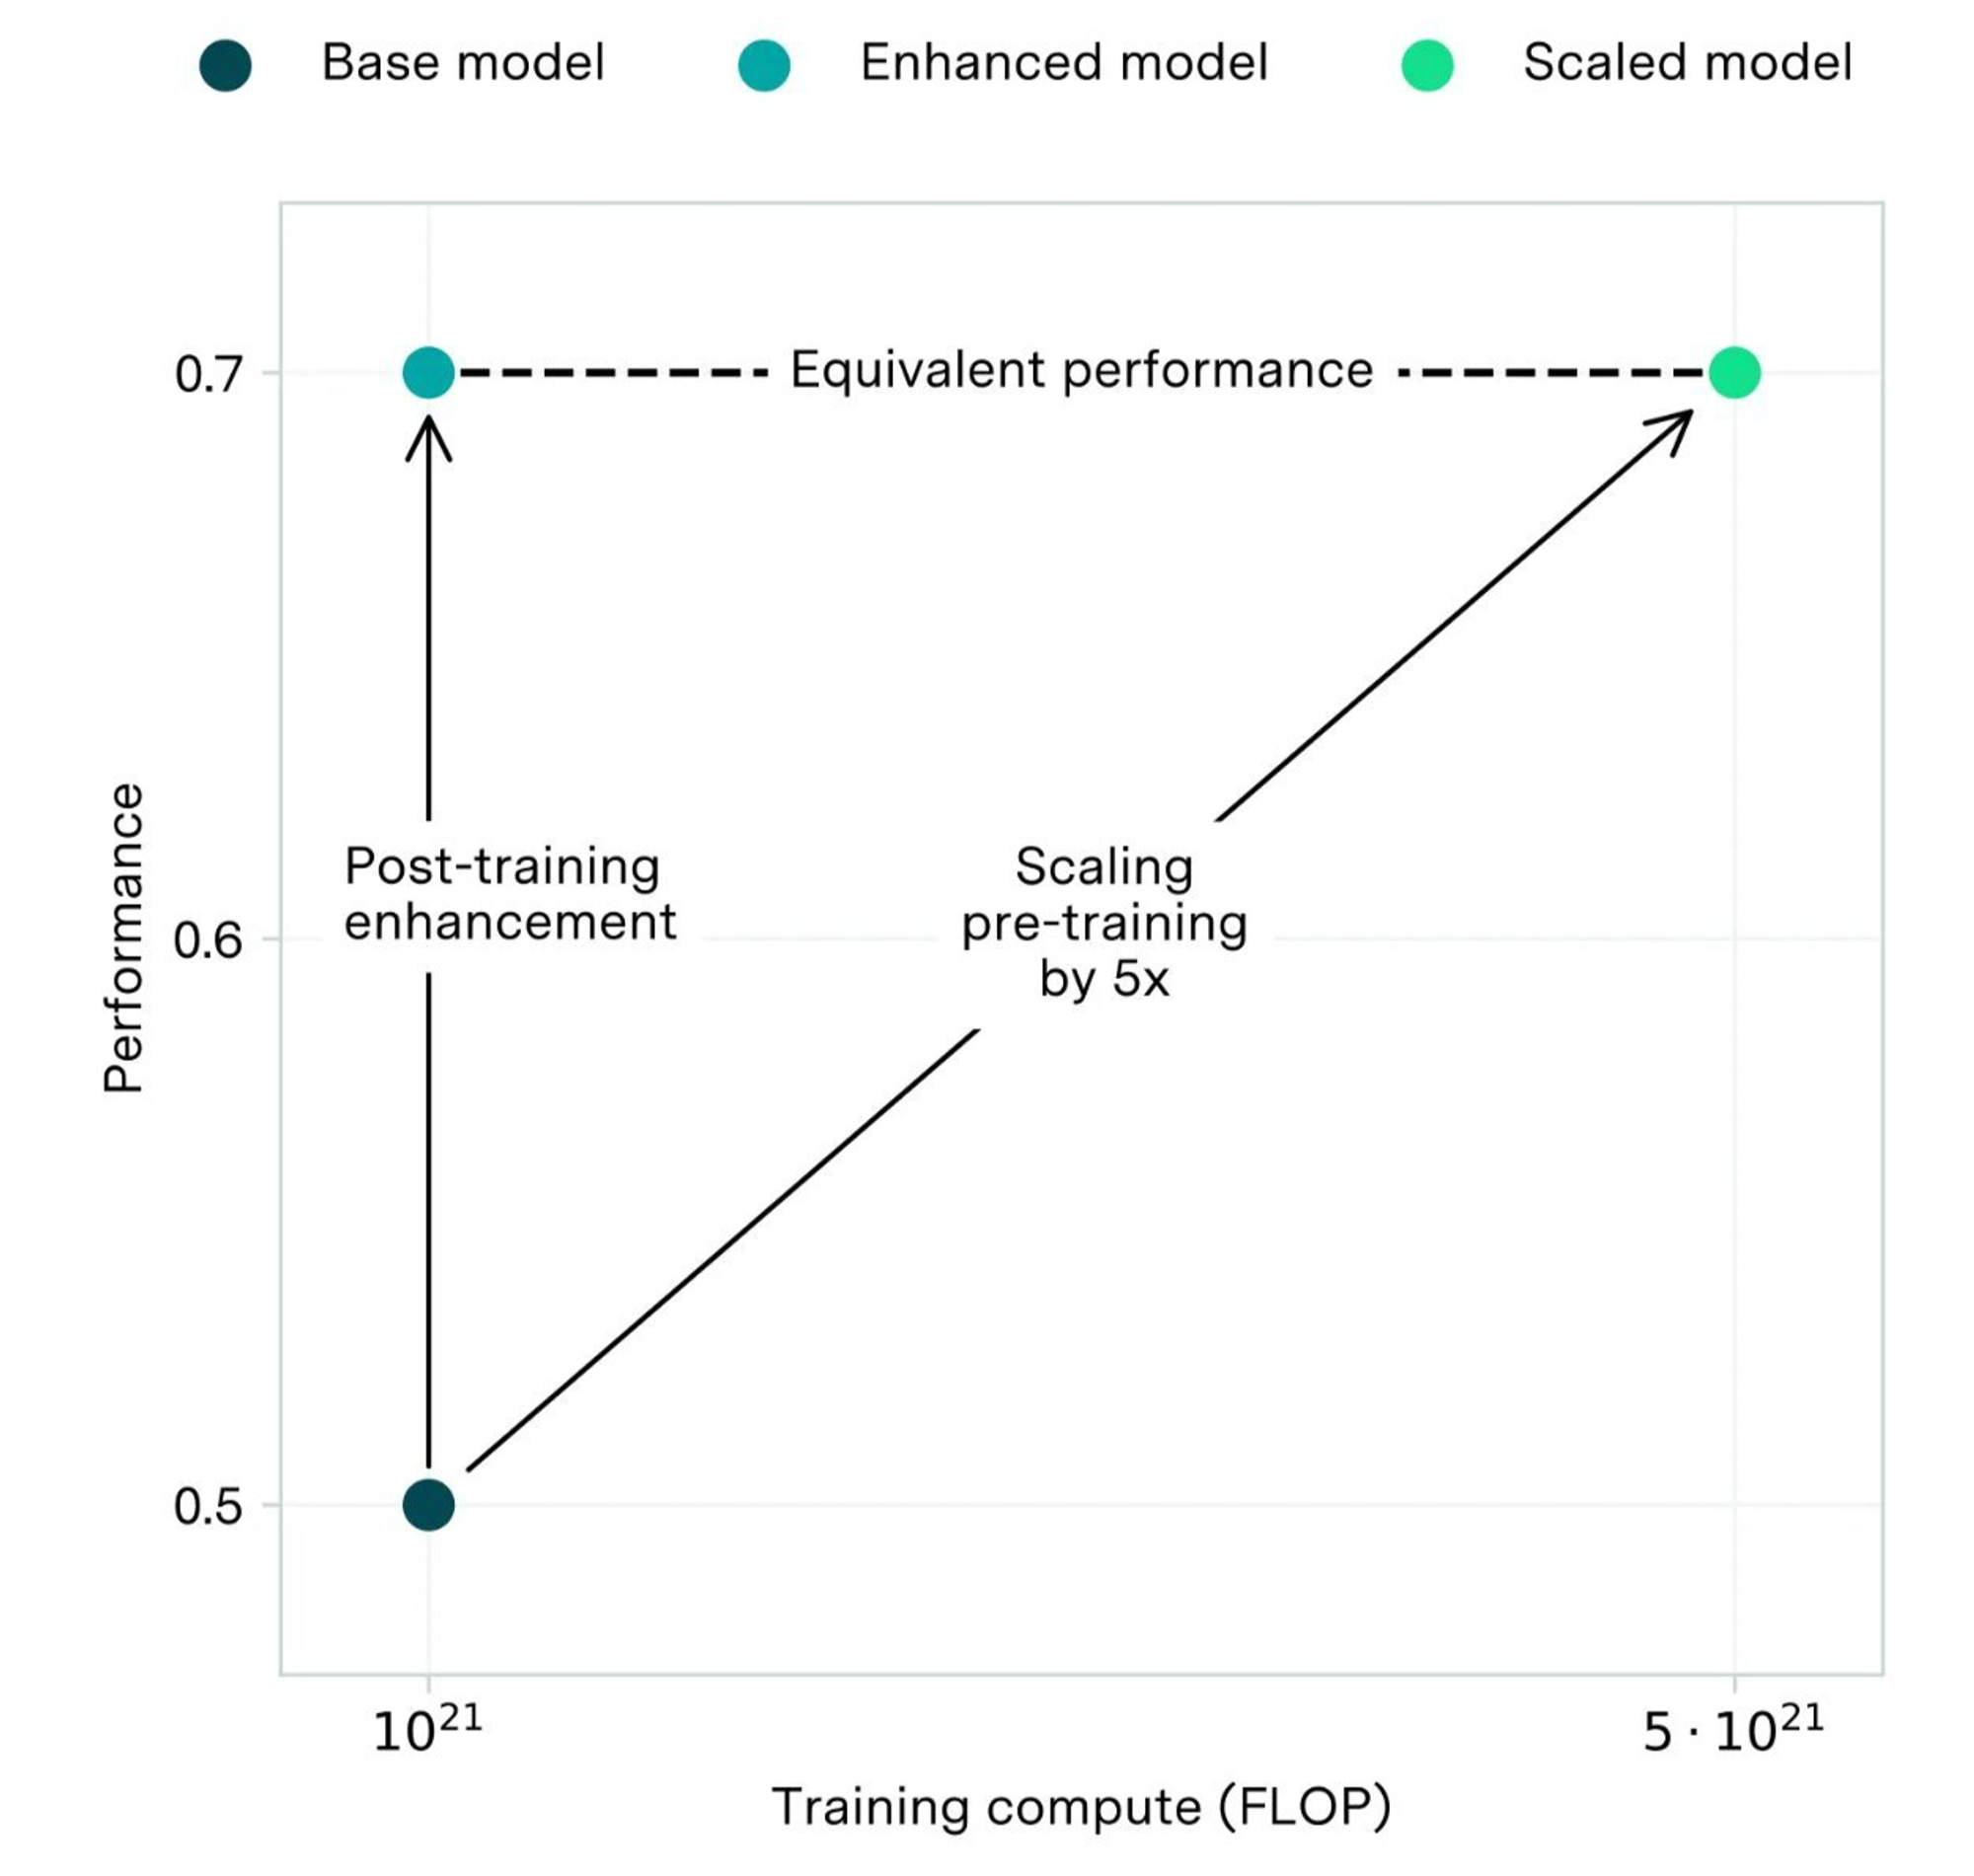 Base model
Enhanced model
Scaled model
0.7
Equivalent performance
Post-training
enhancement
Scaling
pre-training
by 5x
Performance
0.6
0.5
10²¹
5 · 10²¹
Training compute (FLOP)